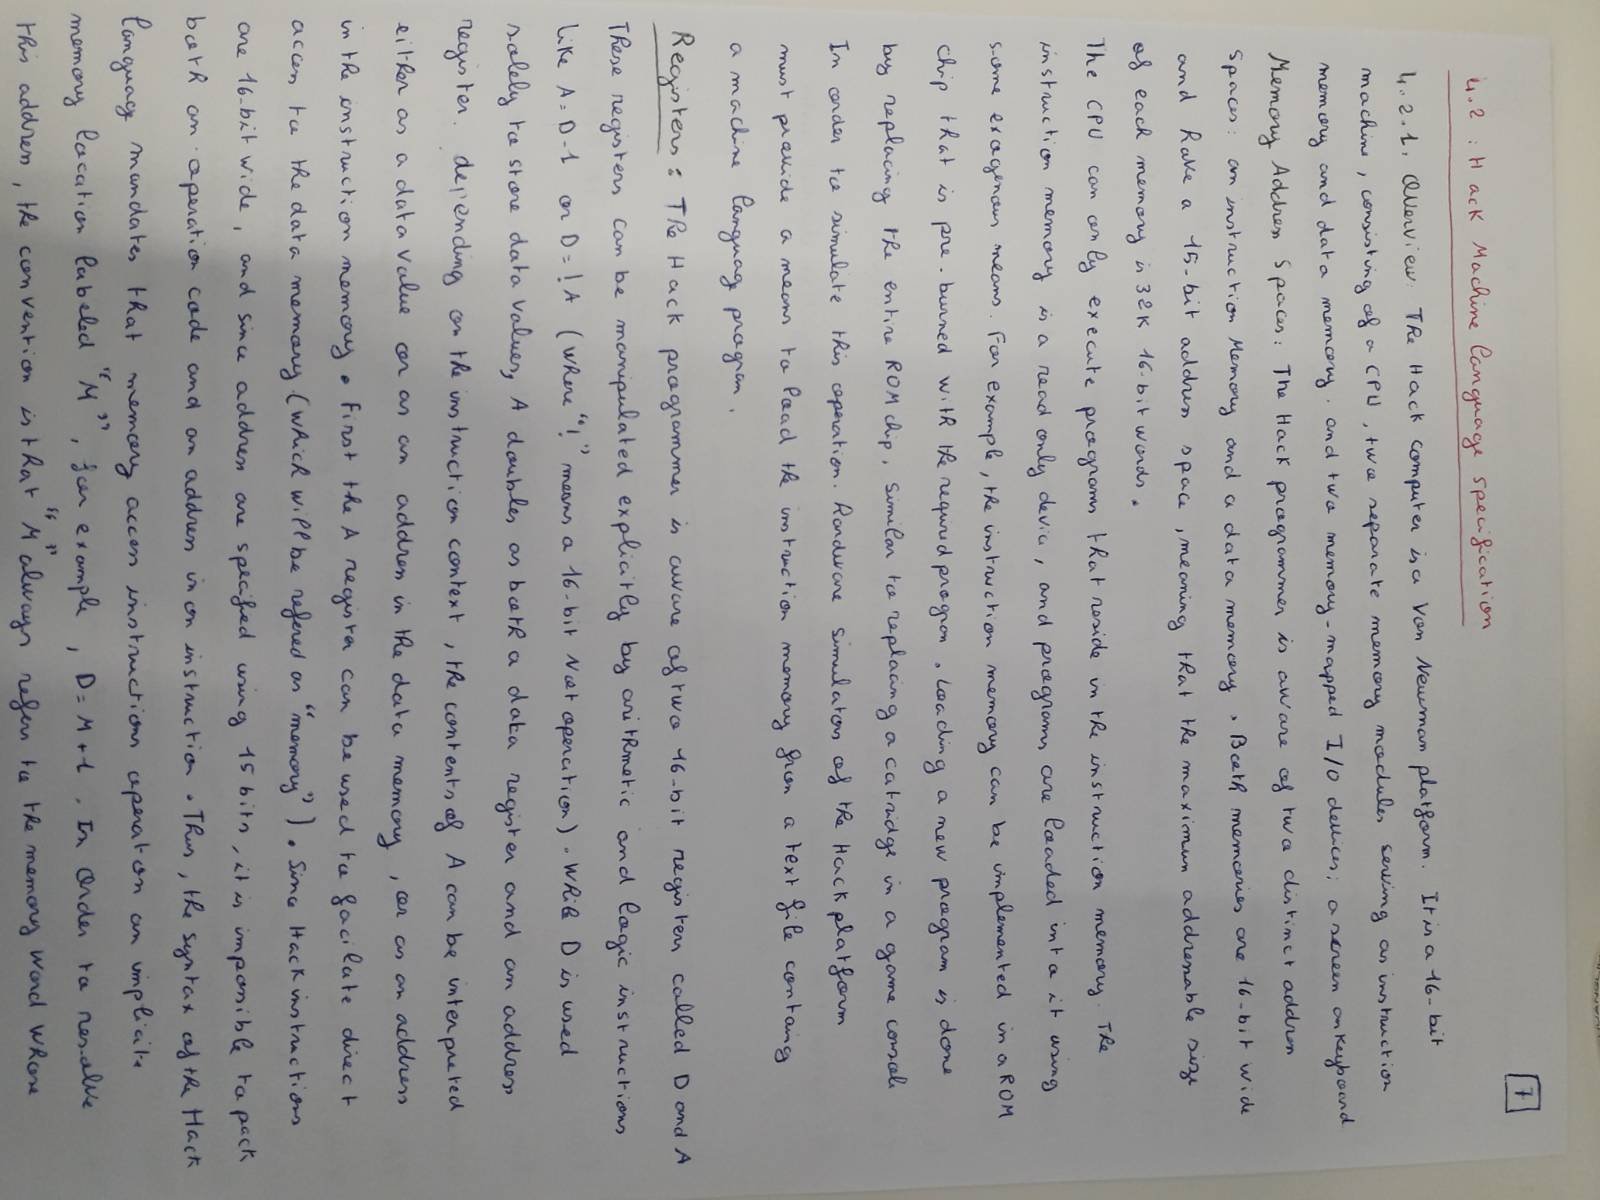 7
4.2 : Hack Machine language specification
4.2.1. Overview: The Hack computer is a Von Newman platform. It is a 16-bit
machine, consisting of a CPU, two separate memory modules serving as instruction
memory and data memory. and two memory-mapped I/O devices; a screen an keyboard
Memory Address Spaces: The Hack programmer is aware of two distinct address
spaces: an instruction Memory and a data memory. Both memories are 16-bit wide
and have a 15-bit address space, meaning that the maximum addressable size
of each memory is 32K 16-bit words.
The CPU can only execute programs that reside in the instruction memory. The
instruction memory is a read only devic, and programs are loaded into it using
some exogenous means. For example, the instruction memory can be implemented in a ROM
chip that is pre-burned with the required program. Loading a new program is done
by replacing the entire ROM chip, similar to replacing a catridge in a game consol
In order to simulate this operation. Hardware simulators of the Hack platform
must provide a means to load the instruction memory from a text file containg
a machine language program.
Registers: The Hack programmer is aware of two 16-bit registers called D and A
These registers can be manipulated explicitly by arithmetic and logic instructions
like A=D-1 or D=!A (where "!" means a 16-bit Not operation). While D is used
solely to store data values, A doubles as both a data register and an address
register. depending on the instruction context, the contents of A can be interpreted
either as a data value or as an address in the data memory, or as an address
in the instruction memory. First the A register can be used to facilate direct
access to the data memory (which will be refered as "memory"). Since Hack instructions
are 16-bit wide, and since address are specified using 15 bits, it is impossible to pack
both an operation code and an address in on instruction. Thus, the syntax of the Hack
language mandates that memory access instructions operat on an implicite
memory location labeled "M", for example, D=M+1. In order to resolve
this address, the convention is that "M" always refers to the memory word whose